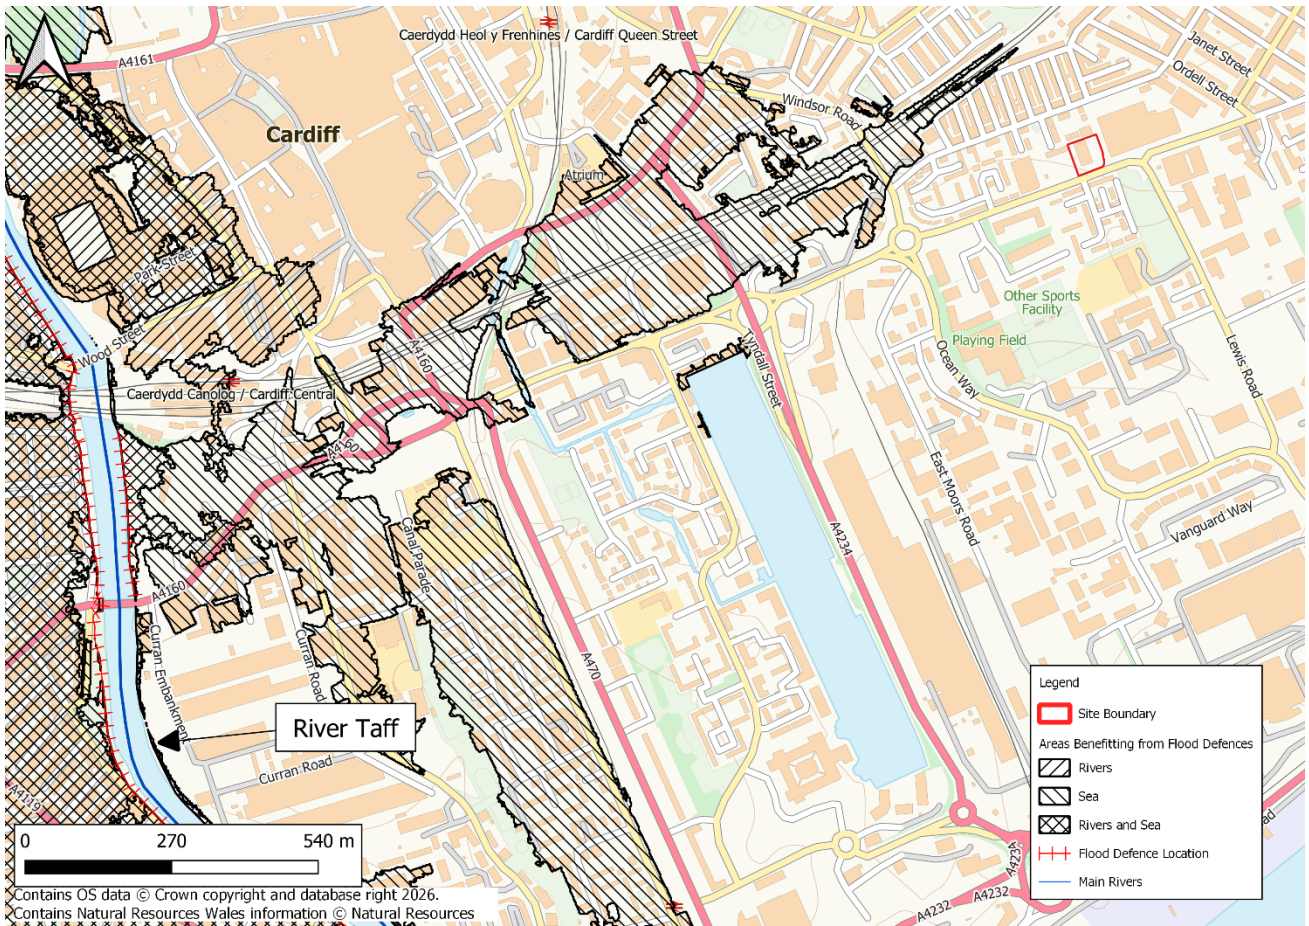 Caerdydd Heol y Frenhines / Cardiff Queen Street
A4161
Janet Street
Ordell Street
Windsor Road
Cardiff
Atrium
Park Street
Other Sports
Facility
Playing Field
Wood Street
A4160
Tyndall Street
Ocean Way
Lewis Road
Caerdydd Canolog / Cardiff Central
A4160
East Moors Road
Vanguard Way
Canal Parade
A4234
A4160
Curran Embankment
Curran Road
A4470
River Taff
Curran Road
A4119
Legend
Site Boundary
Areas Benefitting from Flood Defences
Rivers
Sea
Rivers and Sea
Flood Defence Location
Main Rivers
A4234
A4232
A4232
0 270 540 m
Contains OS data © Crown copyright and database right 2026.
Contains Natural Resources Wales information © Natural Resources